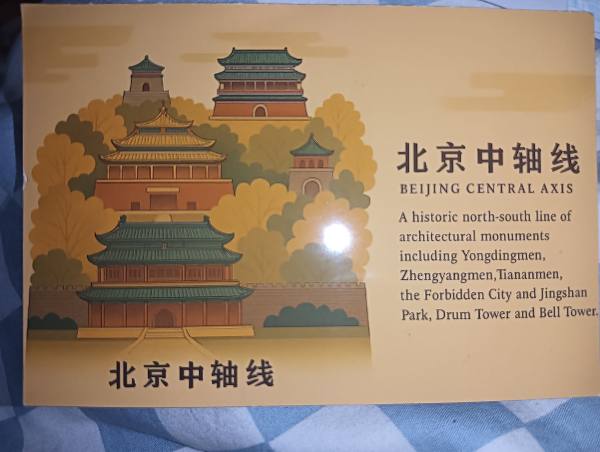 北京中轴线
BEIJING CENTRAL AXIS
A historic north-south line of
architectural monuments
including Yongdingmen,
Zhengyangmen,Tiananmen,
the Forbidden City and Jingshan
Park, Drum Tower and Bell Tower.
北京中轴线